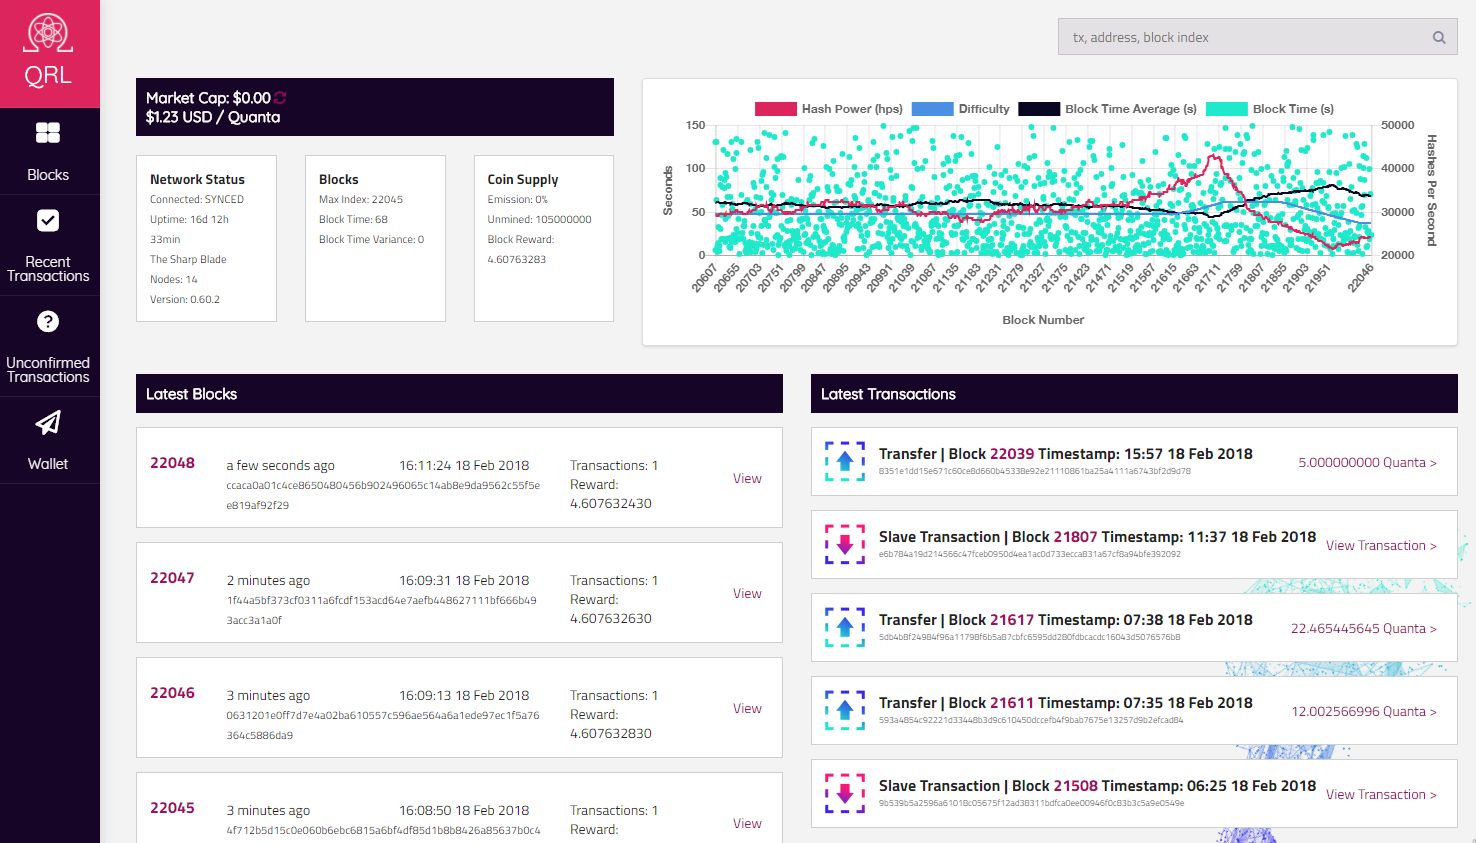 QRL
Blocks
Recent
Transactions
Unconfirmed
Transactions
Wallet
tx, address, block index
Market Cap: $0.00
$1.23 USD / Quanta
Network Status
Connected: SYNCED
Uptime: 16d 12h
33min
The Sharp Blade
Nodes: 14
Version: 0.60.2
Blocks
Max Index: 22045
Block Time: 68
Block Time Variance: 0
Coin Supply
Emission: 0%
Unmined: 105000000
Block Reward:
4.60763283
Hash Power (hps) Difficulty Block Time Average (s) Block Time (s)
150
100
50
0
Seconds
50000
40000
30000
20000
Hashes Per Second
20607 20655 20703 20751 20799 20847 20895 20943 20991 21039 21087 21135 21183 21231 21279 21327 21375 21423 21471 21519 21567 21615 21663 21711 21759 21807 21855 21903 21951 22046
Block Number
Latest Blocks
22048
a few seconds ago
16:11:24 18 Feb 2018
ccaca0a01c4ce8650480456b902496065c14ab8e9da9562c55f5e
e819af92f29
Transactions: 1
Reward:
4.607632430
View
22047
2 minutes ago
16:09:31 18 Feb 2018
1f44a5bf373cf0311a6fcdf153acd64e7aefb448627111bf666b49
3acc3a1a0f
Transactions: 1
Reward:
4.607632630
View
22046
3 minutes ago
16:09:13 18 Feb 2018
0631201e0ff7d7e4a02ba610557c596ae564a6a1ede97ec1f5a76
364c5886da9
Transactions: 1
Reward:
4.607632830
View
22045
3 minutes ago
16:08:50 18 Feb 2018
4f712b5d15c0e060b6ebc6815a6bf4df85d1b8b8426a85637b0c4
Transactions: 1
Reward:
View
Latest Transactions
Transfer | Block 22039 Timestamp: 15:57 18 Feb 2018
8351e1dd15e671c60ce8d660b45338e92e21110861ba25a4111a6743bf2d9d78
5.000000000 Quanta >
Slave Transaction | Block 21807 Timestamp: 11:37 18 Feb 2018
e6b784a19d214566c47fceb0950d4ea1ac0d733ecca831a67cf8a94bfe392092
View Transaction >
Transfer | Block 21617 Timestamp: 07:38 18 Feb 2018
5db4b8f24984f96a11798f6b5a87cbfc6595dd280fdbcacdc16043d5076576b8
22.465445645 Quanta >
Transfer | Block 21611 Timestamp: 07:35 18 Feb 2018
593a4854c92221d33448b3d9c610450dccefb4f9bab7675e13257d9b2efcad84
12.002566996 Quanta >
Slave Transaction | Block 21508 Timestamp: 06:25 18 Feb 2018
9b539b5a2596a61018c05675f12ad38311bdfca0ee00946f0c83b3c5a9e0549e
View Transaction >